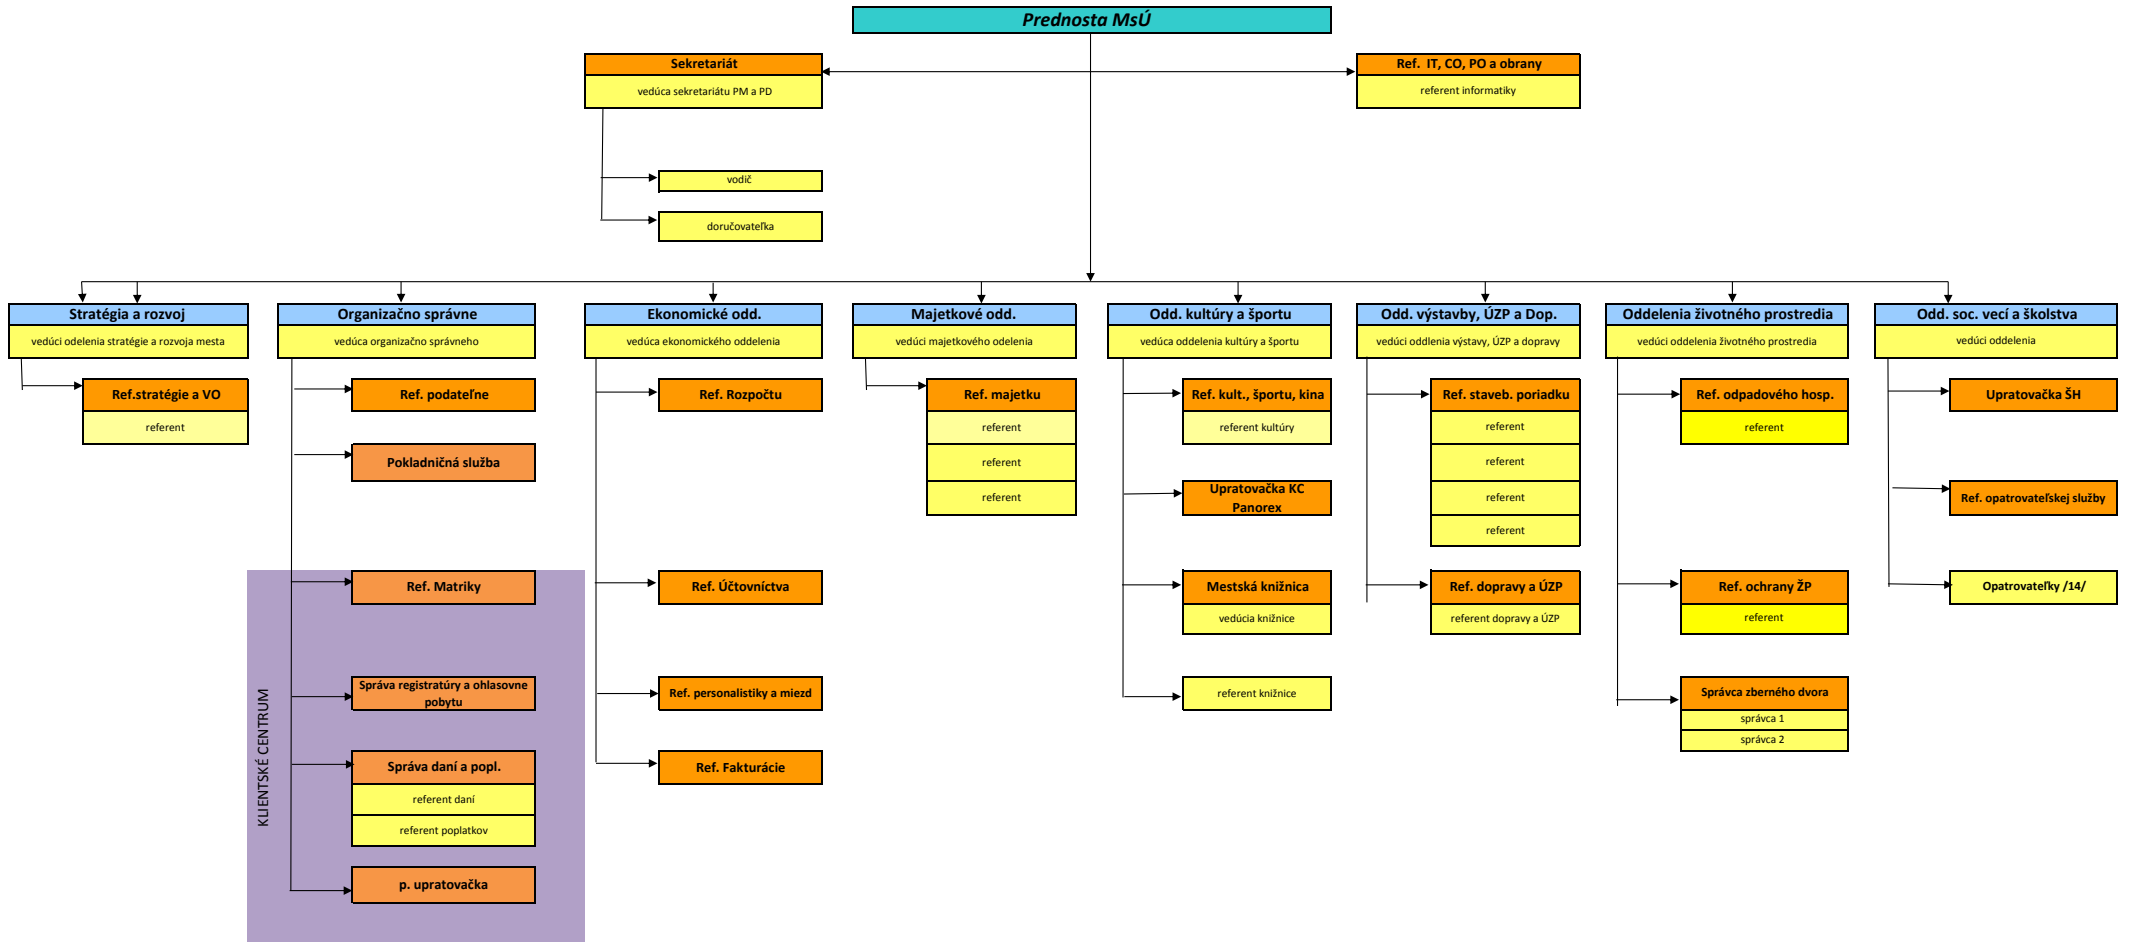 Prednosta MsÚ
Sekretariát
vedúca sekretariátu PM a PD
Ref. IT, CO, PO a obrany
referent informatiky
vodič
doručovateľka
Stratégia a rozvoj
vedúci odelenia stratégie a rozvoja mesta
Ref.stratégie a VO
referent
Organizačno správne
vedúca organizačno správneho
Ref. podateľne
Pokladničná služba
KLIENTSKÉ CENTRUM
Ref. Matriky
Správa registratúry a ohlasovne
pobytu
Správa daní a popl.
referent daní
referent poplatkov
p. upratovačka
Ekonomické odd.
vedúca ekonomického oddelenia
Ref. Rozpočtu
Ref. Účtovníctva
Ref. personalistiky a miezd
Ref. Fakturácie
Majetkové odd.
vedúci majetkového odelenia
Ref. majetku
referent
referent
referent
Odd. kultúry a športu
vedúca oddelenia kultúry a športu
Ref. kult., športu, kina
referent kultúry
Upratovačka KC
Panorex
Mestská knižnica
vedúcia knižnice
referent knižnice
Odd. výstavby, ÚZP a Dop.
vedúci oddlenia výstavy, ÚZP a dopravy
Ref. staveb. poriadku
referent
referent
referent
referent
Ref. dopravy a ÚZP
referent dopravy a ÚZP
Oddelenia životného prostredia
vedúci oddelenia životného prostredia
Ref. odpadového hosp.
referent
Ref. ochrany ŽP
referent
Správca zberného dvora
správca 1
správca 2
Odd. soc. vecí a školstva
vedúci oddelenia
Upratovačka ŠH
Ref. opatrovateľskej služby
Opatrovateľky /14/